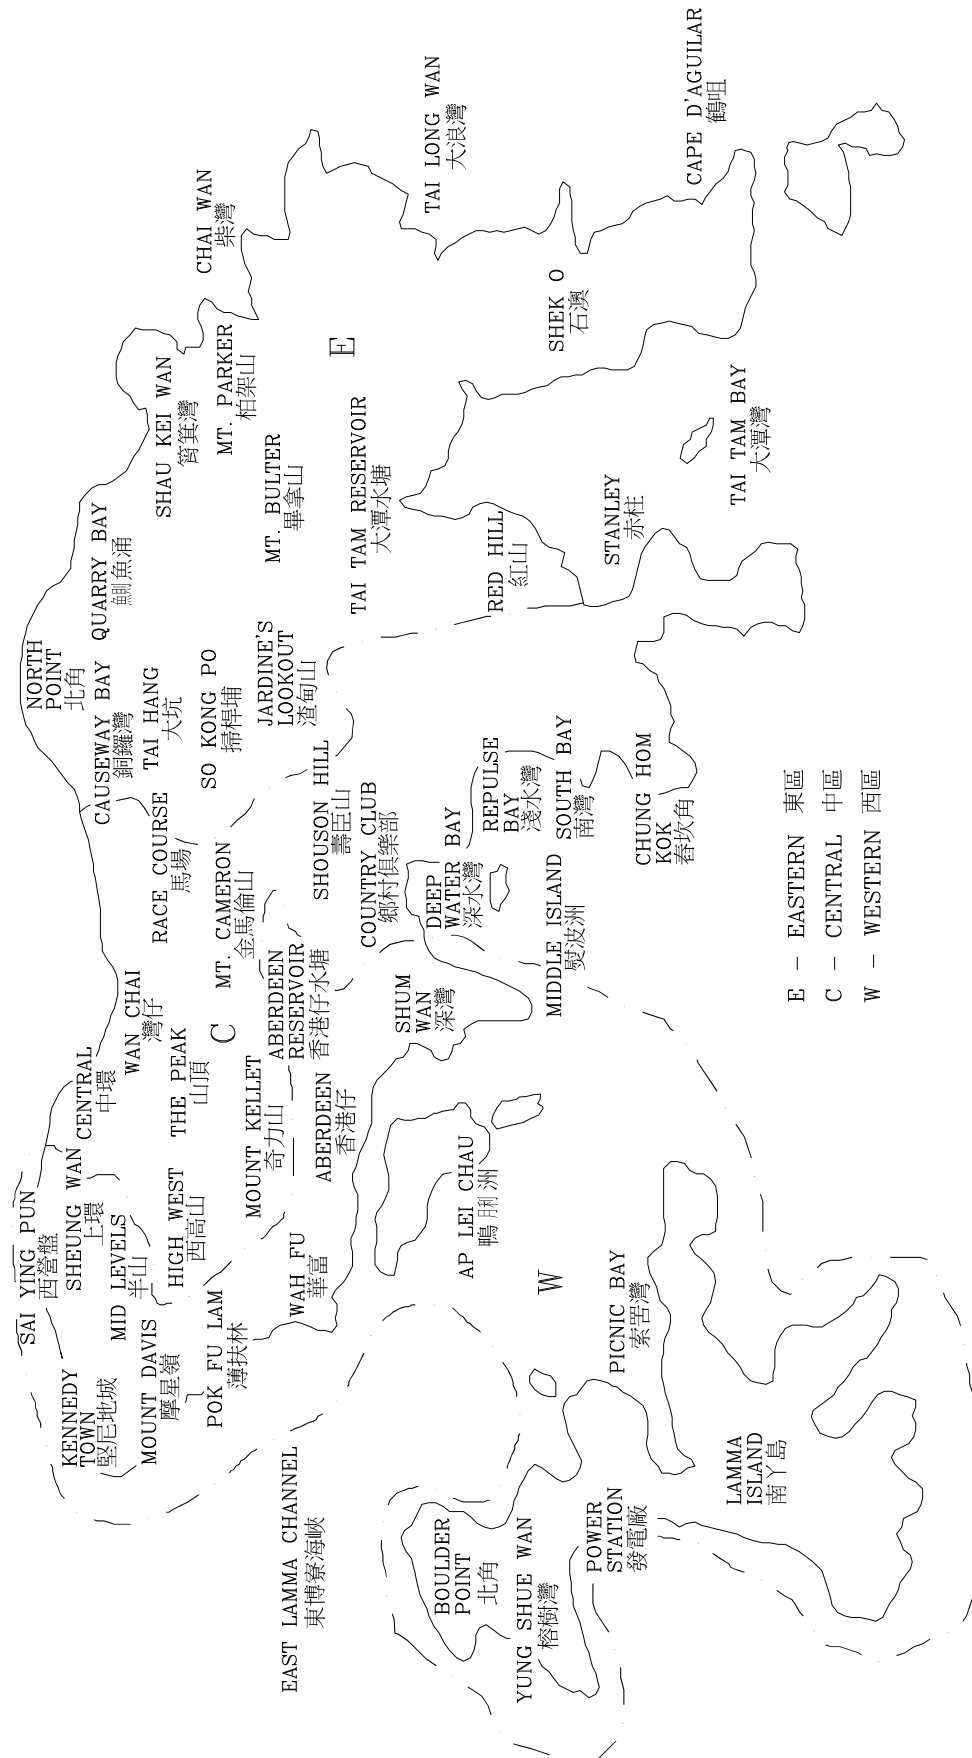 SAI YING PUN
西營盤
KENNEDY
TOWN
堅尼地城
SHEUNG WAN
上環
CENTRAL
中環
MID LEVELS
半山
WAN CHAI
灣仔
MOUNT DAVIS
摩星嶺
HIGH WEST
西高山
THE PEAK
山頂
C
POK FU LAM
薄扶林
MOUNT KELLET
奇力山
WAH FU
華富
ABERDEEN
香港仔
ABERDEEN
RESERVOIR
香港仔水塘
MT. CAMERON
金馬倫山
RACE COURSE
馬場
NORTH
POINT
北角
CAUSEWAY BAY
銅鑼灣
QUARRY BAY
鰂魚涌
TAI HANG
大坑
SO KONG PO
掃桿埔
JARDINE'S
LOOKOUT
渣甸山
SHAU KEI WAN
筲箕灣
MT. PARKER
柏架山
MT. BULTER
畢拿山
CHAI WAN
柴灣
E
TAI TAM RESERVOIR
大潭水塘
TAI LONG WAN
大浪灣
SHEK O
石澳
CAPE D'AGUILAR
鶴咀
TAI TAM BAY
大潭灣
RED HILL
紅山
STANLEY
赤柱
SHOUSON HILL
壽臣山
COUNTRY CLUB
鄉村俱樂部
DEEP
WATER BAY
深水灣
REPULSE
BAY
淺水灣
SOUTH BAY
南灣
CHUNG HOM
KOK
舂坎角
MIDDLE ISLAND
熨波洲
SHUM
WAN
深灣
AP LEI CHAU
鴨脷洲
W
EAST LAMMA CHANNEL
東博寮海峽
BOULDER
POINT
北角
YUNG SHUE WAN
榕樹灣
POWER
STATION
發電廠
PICNIC BAY
索罟灣
LAMMA
ISLAND
南丫島
E – EASTERN 東區
C – CENTRAL 中區
W – WESTERN 西區